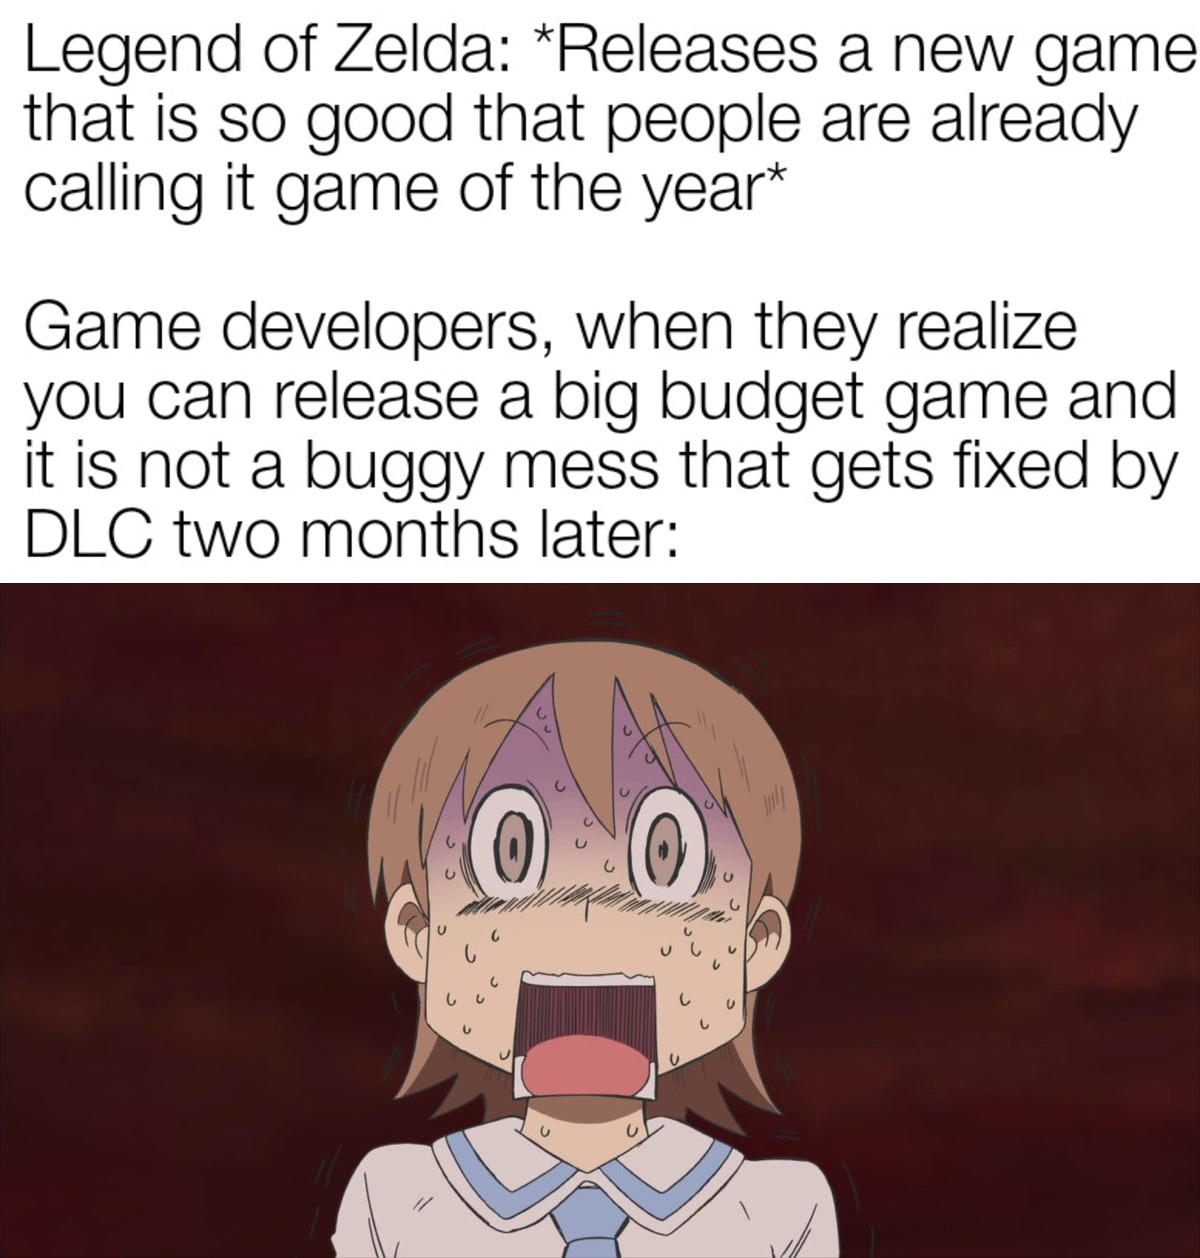 Legend of Zelda: *Releases a new game
that is so good that people are already
calling it game of the year*
Game developers, when they realize
you can release a big budget game and
it is not a buggy mess that gets fixed by
DLC two months later: